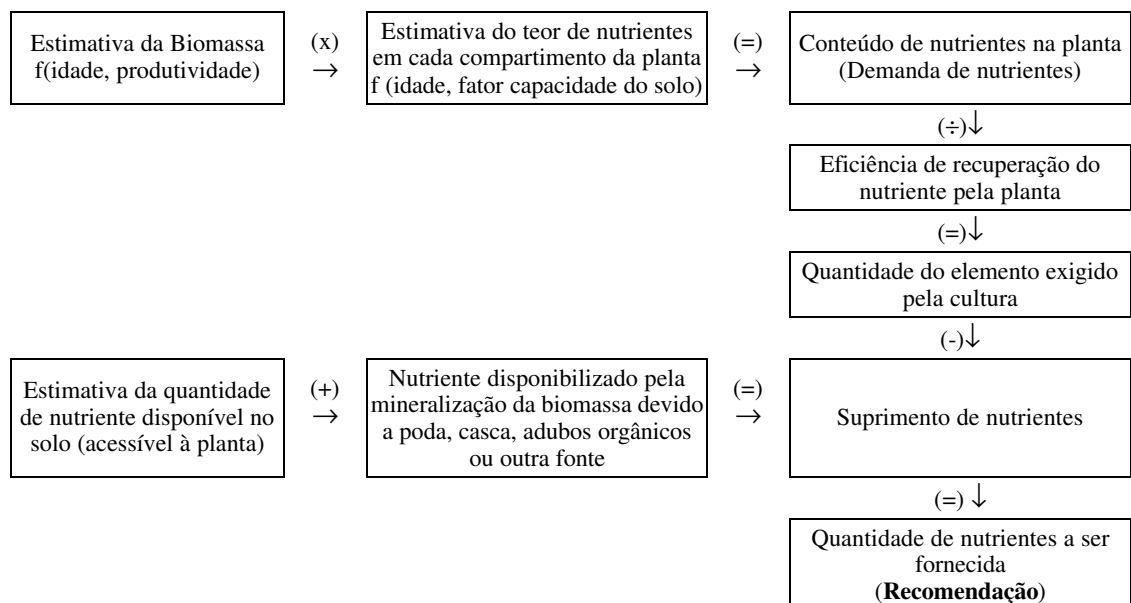 Estimativa da Biomassa
f(idade, produtividade)
(x)
→
Estimativa do teor de nutrientes
em cada compartimento da planta
f (idade, fator capacidade do solo)
(=)
→
Conteúdo de nutrientes na planta
(Demanda de nutrientes)
(÷)↓
Eficiência de recuperação do
nutriente pela planta
(=)↓
Quantidade do elemento exigido
pela cultura
(-)↓
Estimativa da quantidade
de nutriente disponível no
solo (acessível à planta)
(+)
→
Nutriente disponibilizado pela
mineralização da biomassa devido
a poda, casca, adubos orgânicos
ou outra fonte
(=)
→
Suprimento de nutrientes
(=) ↓
Quantidade de nutrientes a ser
fornecida
(Recomendação)